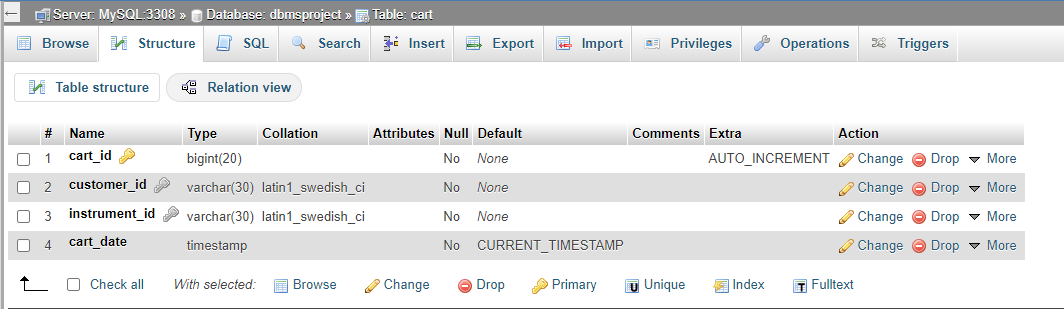 Server: MySQL:3308 » Database: dbmsproject » Table: cart
Browse Structure SQL Search Insert Export Import Privileges Operations Triggers
Table structure Relation view
# Name Type Collation Attributes Null Default Comments Extra Action
1 cart_id bigint(20) No None AUTO_INCREMENT Change Drop More
2 customer_id varchar(30) latin1_swedish_ci No None Change Drop More
3 instrument_id varchar(30) latin1_swedish_ci No None Change Drop More
4 cart_date timestamp No CURRENT_TIMESTAMP Change Drop More
Check all With selected: Browse Change Drop Primary Unique Index Fulltext